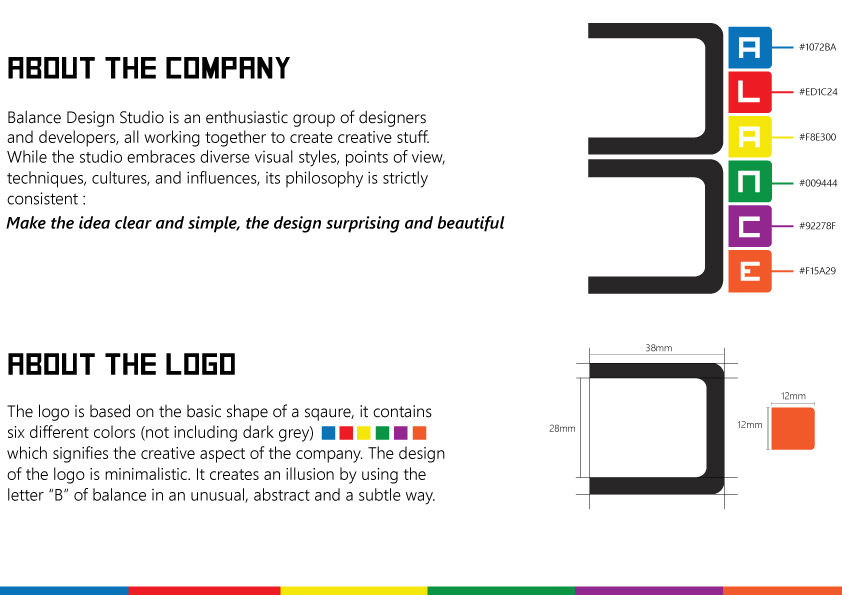 ABOUT THE COMPANY
Balance Design Studio is an enthusiastic group of designers
and developers, all working together to create creative stuff.
While the studio embraces diverse visual styles, points of view,
techniques, cultures, and influences, its philosophy is strictly
consistent :
Make the idea clear and simple, the design surprising and beautiful
A #1072BA
L #ED1C24
A #F8E300
N #009444
C #92278F
E #F15A29
ABOUT THE LOGO
The logo is based on the basic shape of a sqaure, it contains
six different colors (not including dark grey)
which signifies the creative aspect of the company. The design
of the logo is minimalistic. It creates an illusion by using the
letter “B” of balance in an unusual, abstract and a subtle way.
38mm
28mm
12mm
12mm